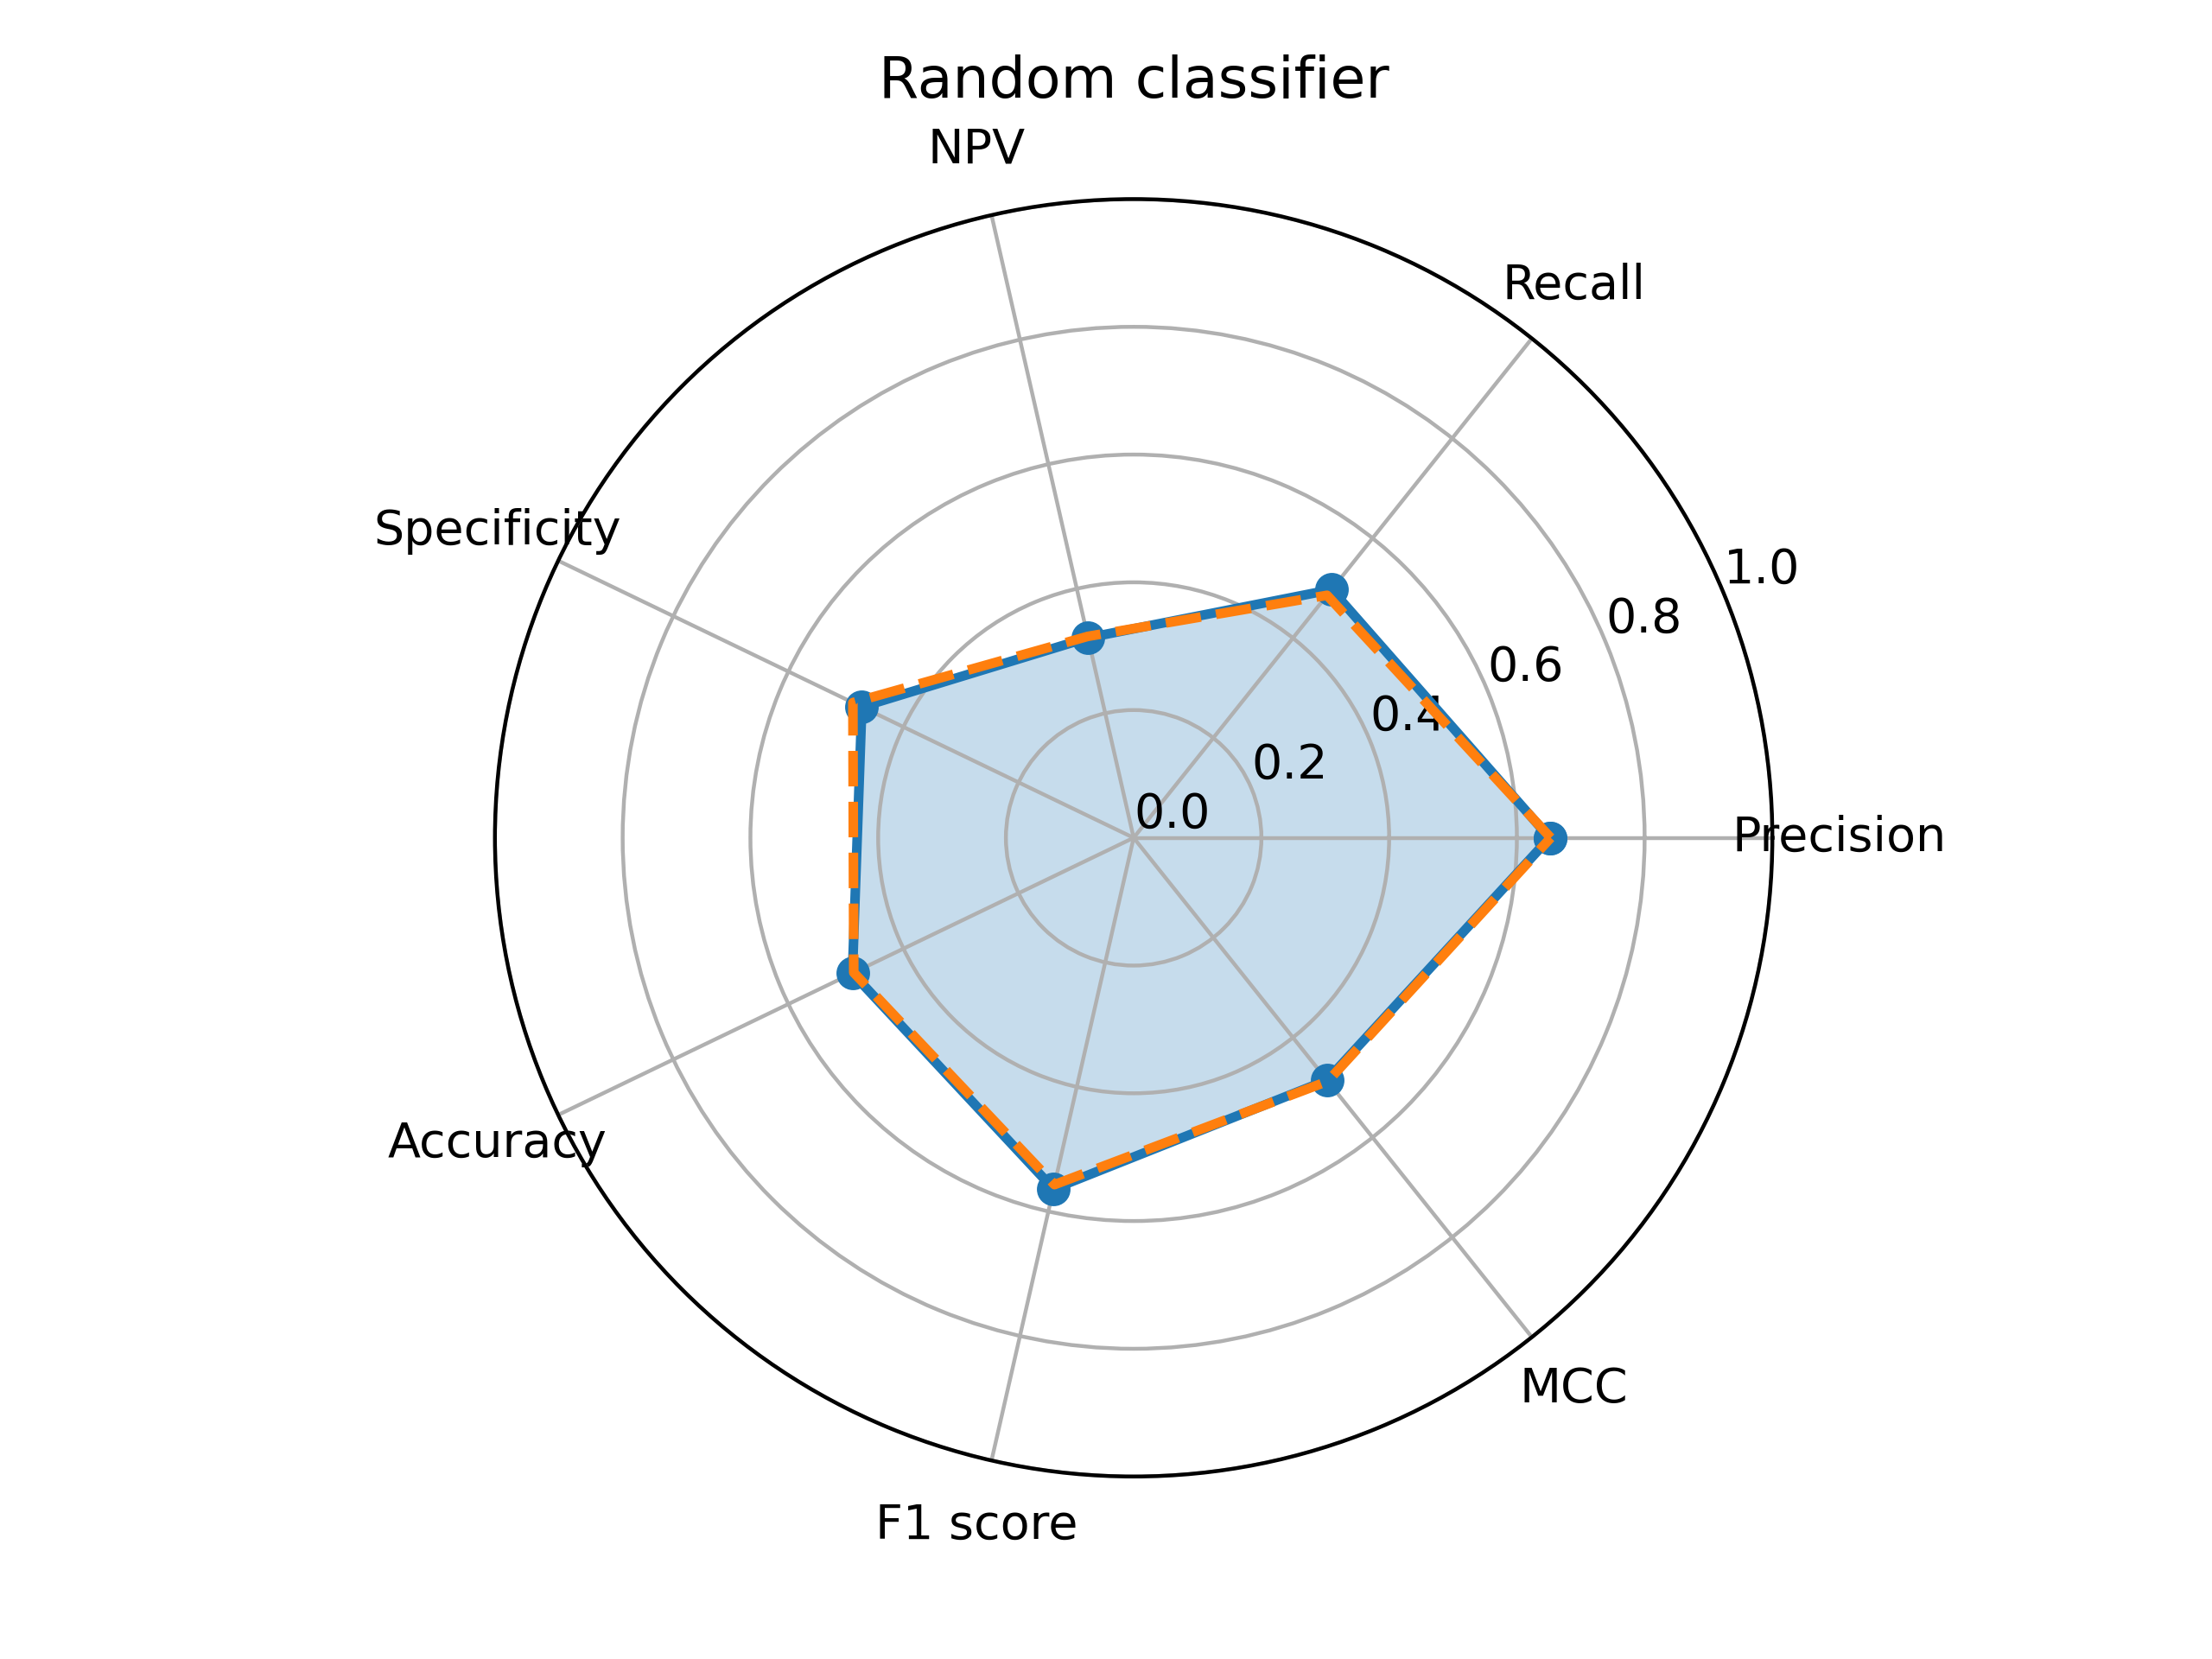 Random classifier
NPV
Recall
Specificity
1.0
0.8
0.6
0.4
0.2
0.0
Precision
Accuracy
MCC
F1 score